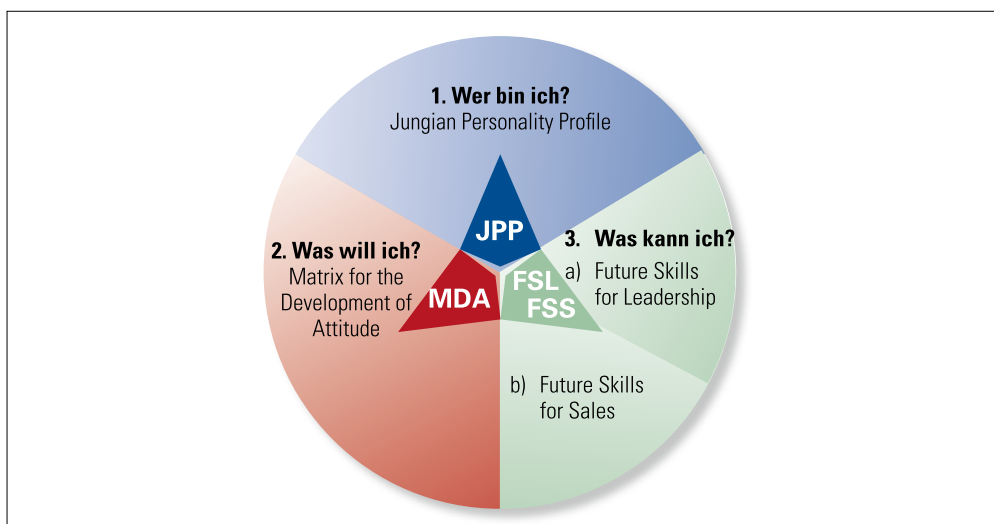 1. Wer bin ich?
Jungian Personality Profile
JPP
2. Was will ich?
Matrix for the
Development of
Attitude
MDA
3. Was kann ich?
a) Future Skills
for Leadership
FSL
FSS
b) Future Skills
for Sales